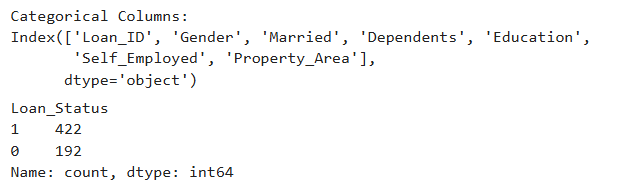 Categorical Columns:
Index(['Loan_ID', 'Gender', 'Married', 'Dependents', 'Education',
       'Self_Employed', 'Property_Area'],
      dtype='object')
Loan_Status
1    422
0    192
Name: count, dtype: int64